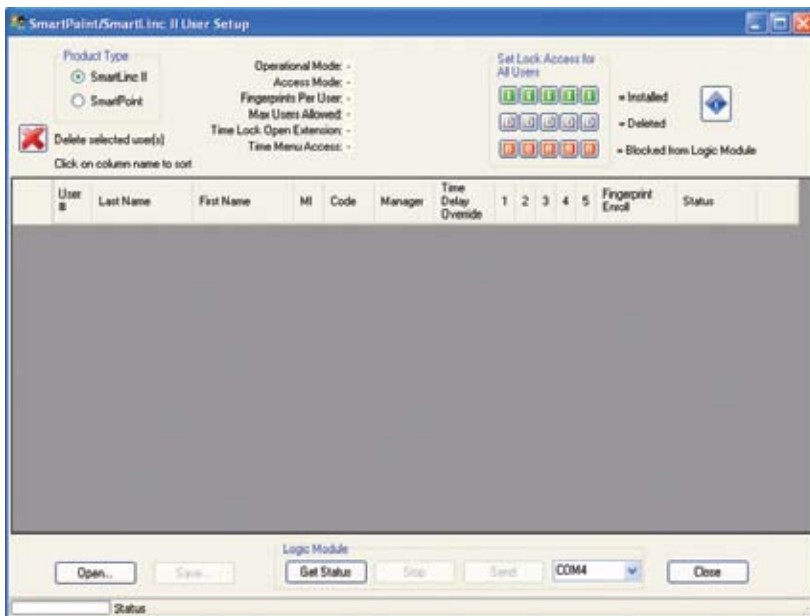 SmartPoint/SmartLinc II User Setup
Product Type
SmartLinc II
SmartPoint
Delete selected user(s)
Click on column name to sort
Operational Mode: -
Access Mode: -
Fingerprints Per User: -
Max Users Allowed: -
Time Lock Open Extension: -
Time Menu Access: -
Set Lock Access for
All Users
= Installed
= Deleted
= Blocked from Logic Module
User
#
Last Name
First Name
MI
Code
Manager
Time
Delay
Override
1 2 3 4 5
Fingerprint
Enroll
Status
Logic Module
Open...
Save...
Get Status
Stop
Send
COM4
Close
Status